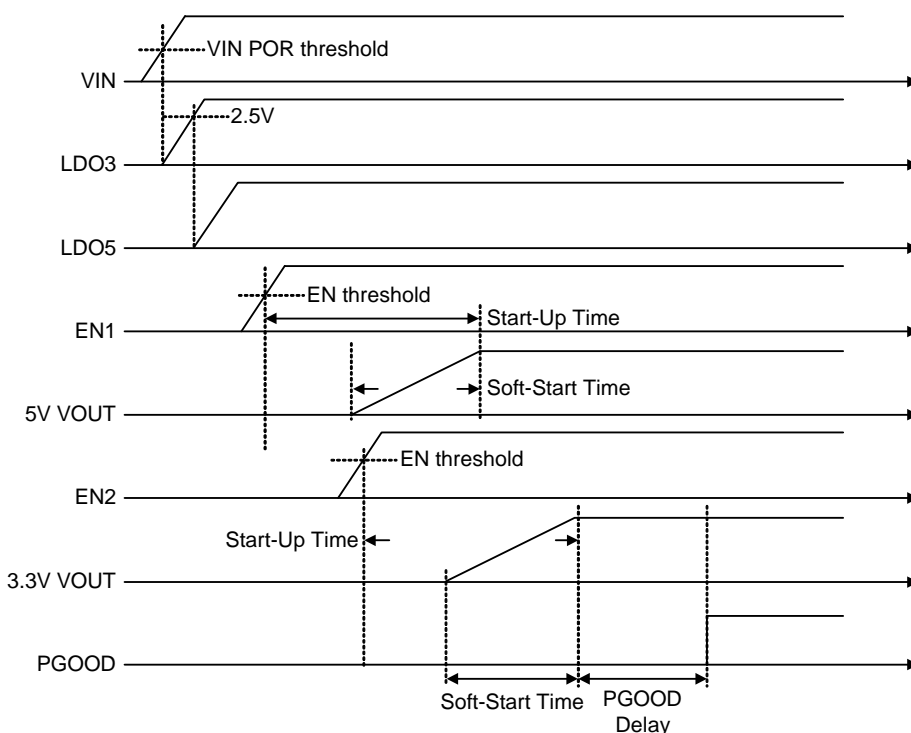 VIN POR threshold
VIN
2.5V
LDO3
LDO5
EN threshold
Start-Up Time
EN1
Soft-Start Time
5V VOUT
EN threshold
EN2
Start-Up Time
3.3V VOUT
PGOOD
Soft-Start Time
PGOOD
Delay